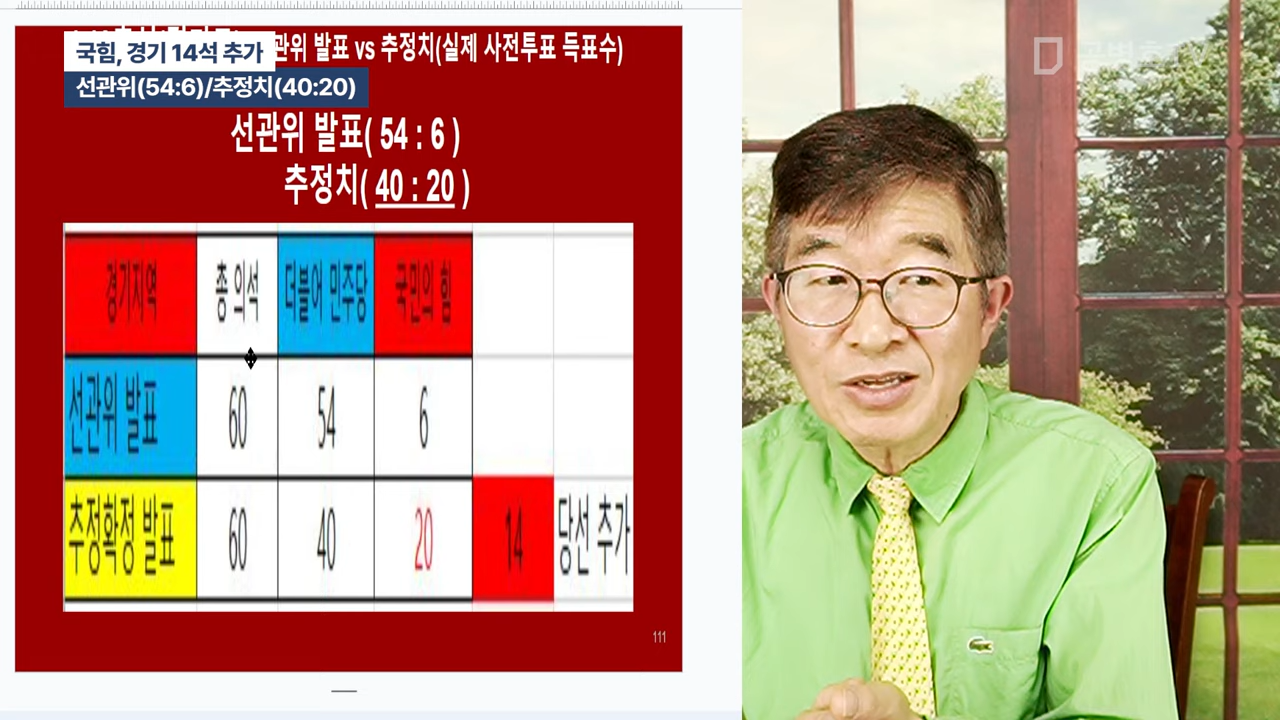 국힘, 경기 14석 추가
관위 발표 vs 추정치(실제 사전투표 득표수)
선관위(54:6)/추정치(40:20)
선관위 발표( 54 : 6 )
추정치( 40 : 20 )
경기지역 총 의석 더불어 민주당 국민의 힘
선관위 발표 60 54 6
추정확정 발표 60 40 20 14 당선 추가
111